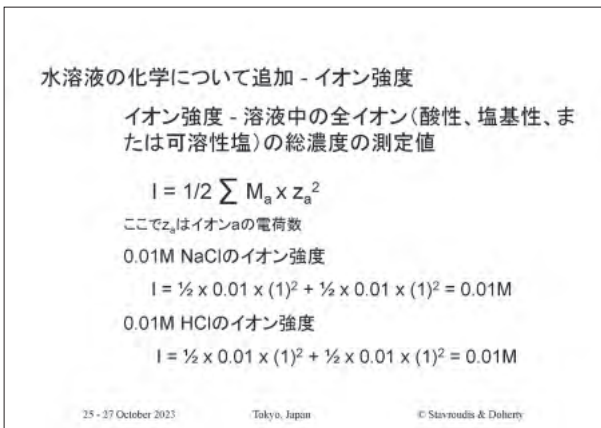 水溶液の化学について追加 - イオン強度
イオン強度 - 溶液中の全イオン(酸性、塩基性、ま
たは可溶性塩)の総濃度の測定値
I = 1/2 ∑ Mₐ x zₐ²
ここでzₐはイオンaの電荷数
0.01M NaClのイオン強度
I = ½ x 0.01 x (1)² + ½ x 0.01 x (1)² = 0.01M
0.01M HClのイオン強度
I = ½ x 0.01 x (1)² + ½ x 0.01 x (1)² = 0.01M
25 - 27 October 2023 Tokyo, Japan © Stavroudis & Doherty